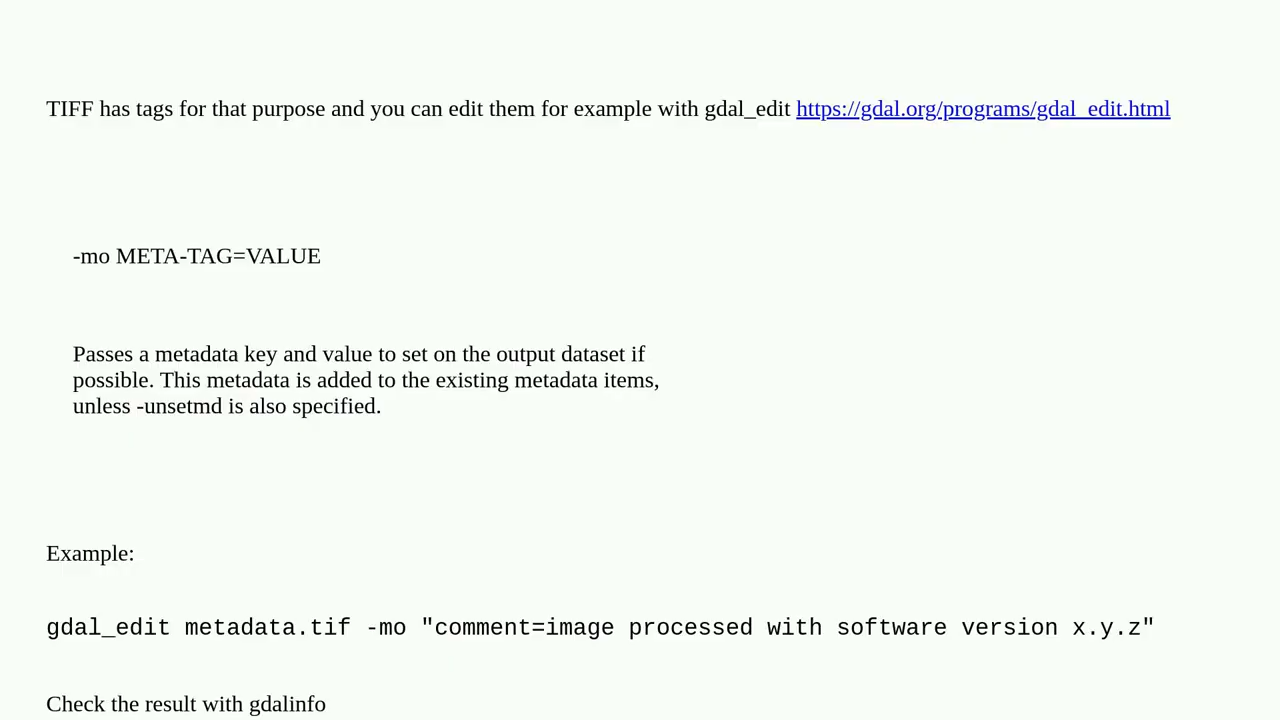 TIFF has tags for that purpose and you can edit them for example with gdal_edit https://gdal.org/programs/gdal_edit.html
-mo META-TAG=VALUE
Passes a metadata key and value to set on the output dataset if
possible. This metadata is added to the existing metadata items,
unless -unsetmd is also specified.
Example:
gdal_edit metadata.tif -mo "comment=image processed with software version x.y.z"
Check the result with gdalinfo